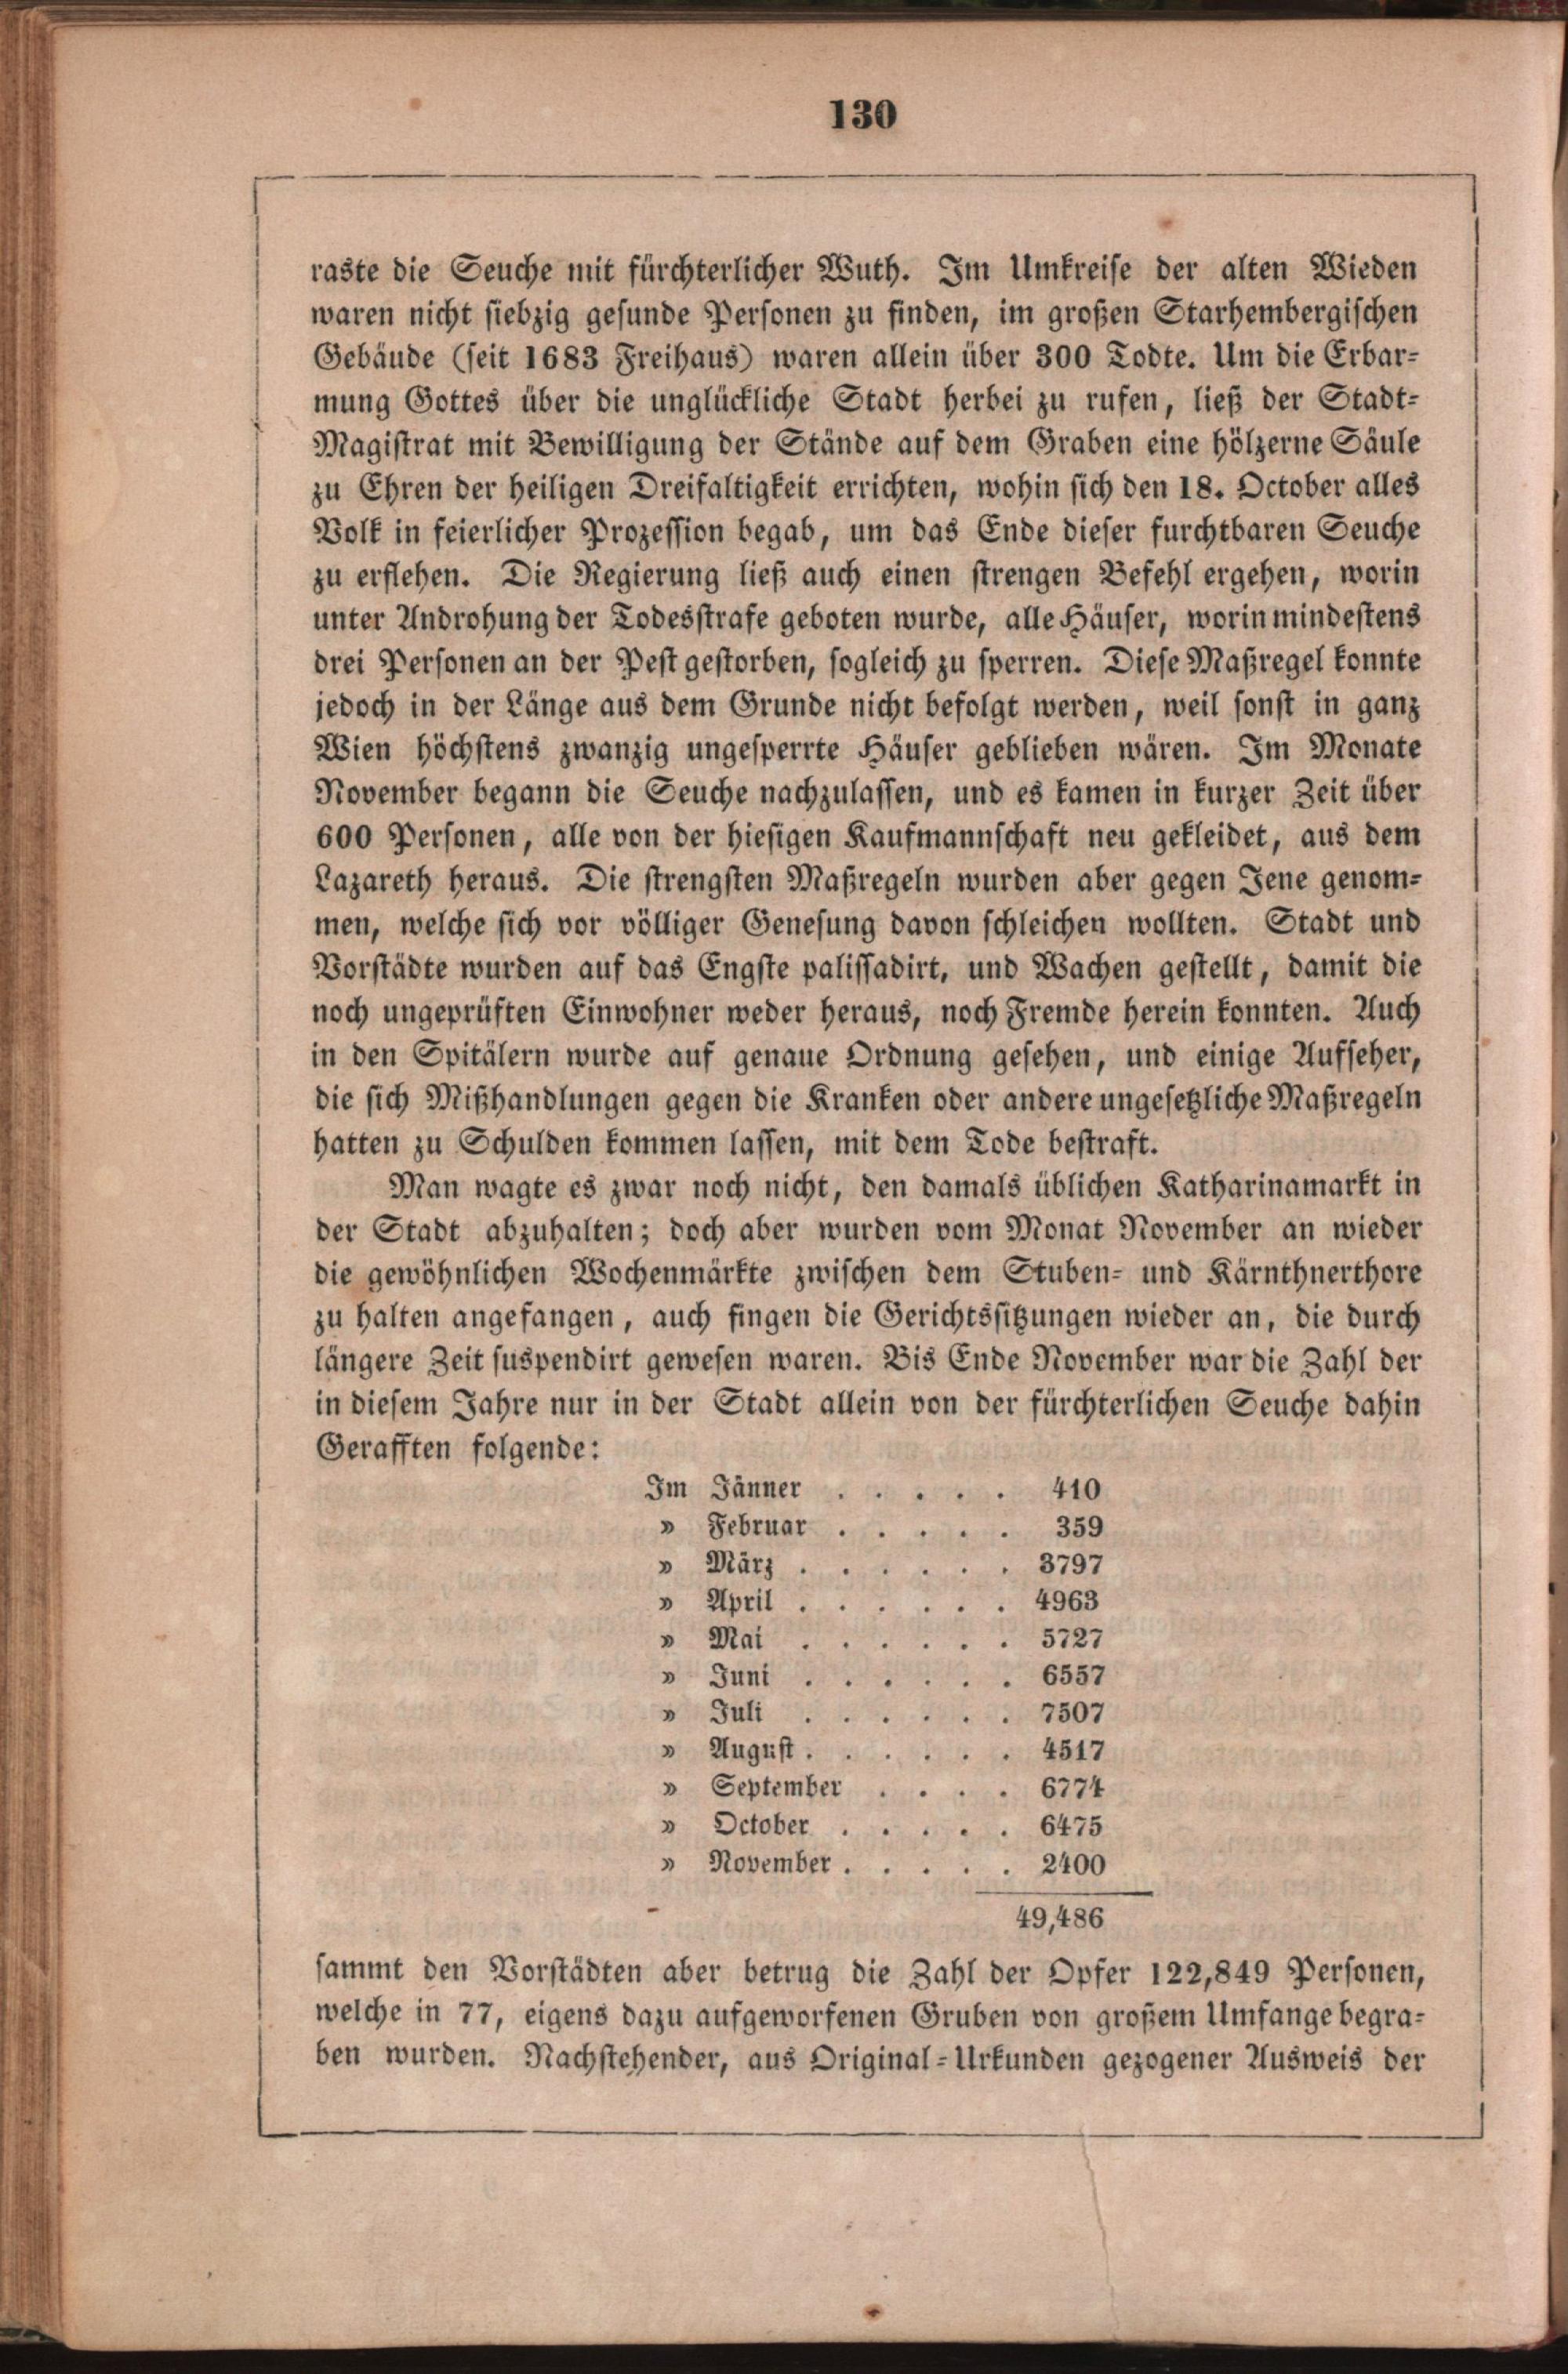 130
raste die Seuche mit fürchterlicher Wuth. Im Umkreise der alten Wieden
waren nicht siebzig gesunde Personen zu finden, im großen Starhembergischen
Gebäude (seit 1683 Freihaus) waren allein über 300 Todte. Um die Erbar-
mung Gottes über die unglückliche Stadt herbei zu rufen, ließ der Stadt-
Magistrat mit Bewilligung der Stände auf dem Graben eine hölzerne Säule
zu Ehren der heiligen Dreifaltigkeit errichten, wohin sich den 18. October alles
Volk in feierlicher Prozession begab, um das Ende dieser furchtbaren Seuche
zu erflehen. Die Regierung ließ auch einen strengen Befehl ergehen, worin
unter Androhung der Todesstrafe geboten wurde, alle Häuser, worin mindestens
drei Personen an der Pest gestorben, sogleich zu sperren. Diese Maßregel konnte
jedoch in der Länge aus dem Grunde nicht befolgt werden, weil sonst in ganz
Wien höchstens zwanzig ungesperrte Häuser geblieben wären. Im Monate
November begann die Seuche nachzulassen, und es kamen in kurzer Zeit über
600 Personen, alle von der hiesigen Kaufmannschaft neu gekleidet, aus dem
Lazareth heraus. Die strengsten Maßregeln wurden aber gegen Jene genom-
men, welche sich vor völliger Genesung davon schleichen wollten. Stadt und
Vorstädte wurden auf das Engste palissadirt, und Wachen gestellt, damit die
noch ungeprüften Einwohner weder heraus, noch Fremde herein konnten. Auch
in den Spitälern wurde auf genaue Ordnung gesehen, und einige Aufseher,
die sich Mißhandlungen gegen die Kranken oder andere ungesetzliche Maßregeln
hatten zu Schulden kommen lassen, mit dem Tode bestraft.
Man wagte es zwar noch nicht, den damals üblichen Katharinamarkt in
der Stadt abzuhalten; doch aber wurden vom Monat November an wieder
die gewöhnlichen Wochenmärkte zwischen dem Stuben- und Kärnthnerthore
zu halten angefangen, auch fingen die Gerichtssitzungen wieder an, die durch
längere Zeit suspendirt gewesen waren. Bis Ende November war die Zahl der
in diesem Jahre nur in der Stadt allein von der fürchterlichen Seuche dahin
Gerafften folgende:
Im Jänner . . . . . 410
» Februar . . . . . 359
» März . . . . . . 3797
» April . . . . . . 4963
» Mai . . . . . . 5727
» Juni . . . . . . 6557
» Juli . . . . . . 7507
» August . . . . . . 4517
» September . . . . 6774
» October . . . . . 6475
» November . . . . . 2400
49,486
sammt den Vorstädten aber betrug die Zahl der Opfer 122,849 Personen,
welche in 77, eigens dazu aufgeworfenen Gruben von großem Umfange begra-
ben wurden. Nachstehender, aus Original-Urkunden gezogener Ausweis der